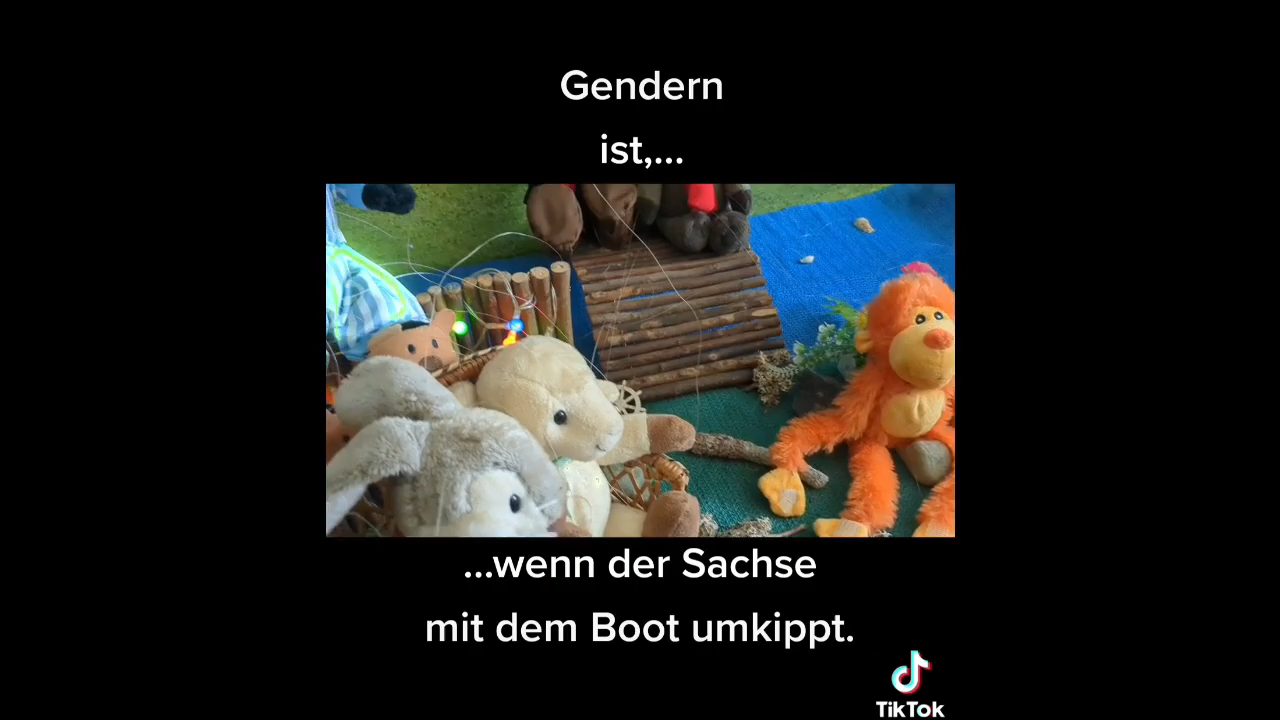 Gendern
ist,...
...wenn der Sachse
mit dem Boot umkippt.
TikTok